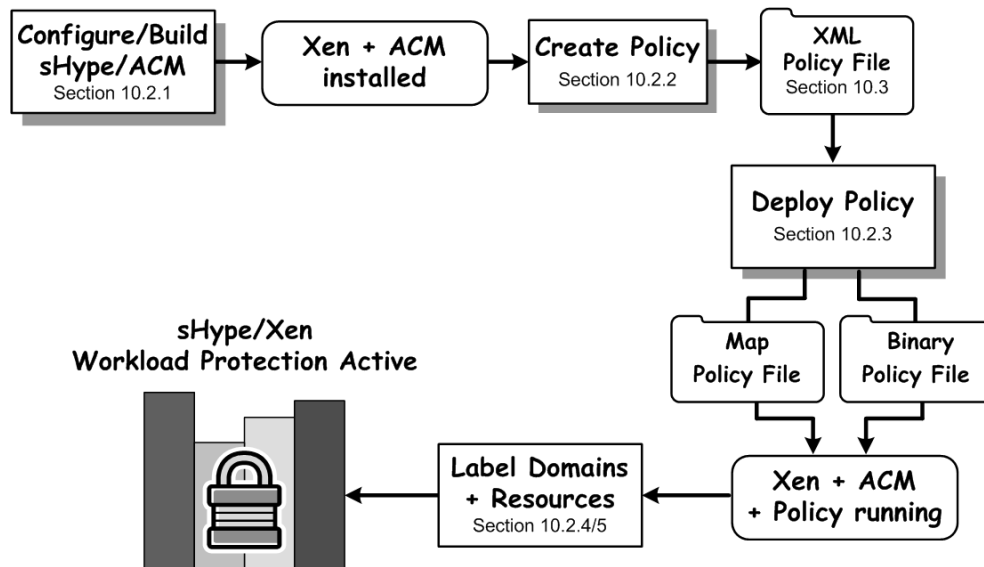 Configure/Build
sHype/ACM
Section 10.2.1
Xen + ACM
installed
Create Policy
Section 10.2.2
XML
Policy File
Section 10.3
Deploy Policy
Section 10.2.3
Map
Policy File
Binary
Policy File
Xen + ACM
+ Policy running
Label Domains
+ Resources
Section 10.2.4/5
sHype/Xen
Workload Protection Active